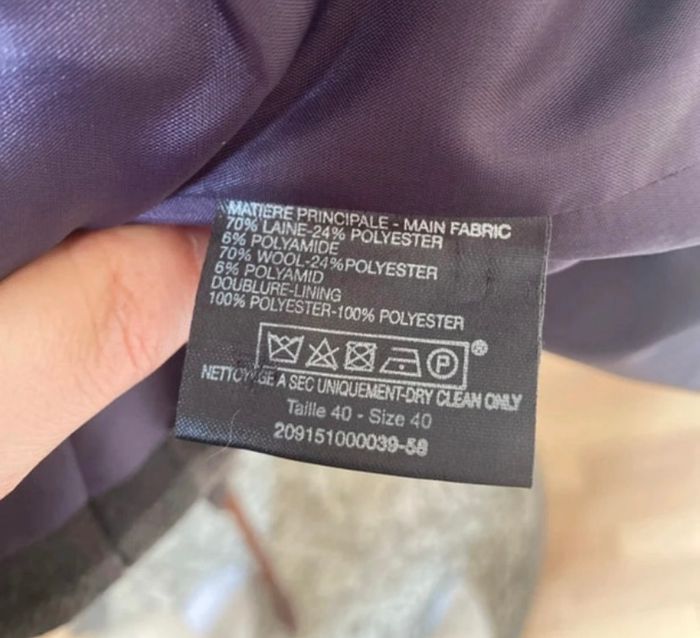 MATIERE PRINCIPALE - MAIN FABRIC
70% LAINE-24% POLYESTER
6% POLYAMIDE
70% WOOL-24%POLYESTER
6% POLYAMID
DOUBLURE-LINING
100% POLYESTER-100% POLYESTER
P ®
NETTOYAGE A SEC UNIQUEMENT-DRY CLEAN ONLY
Taille 40 - Size 40
209151000039-58